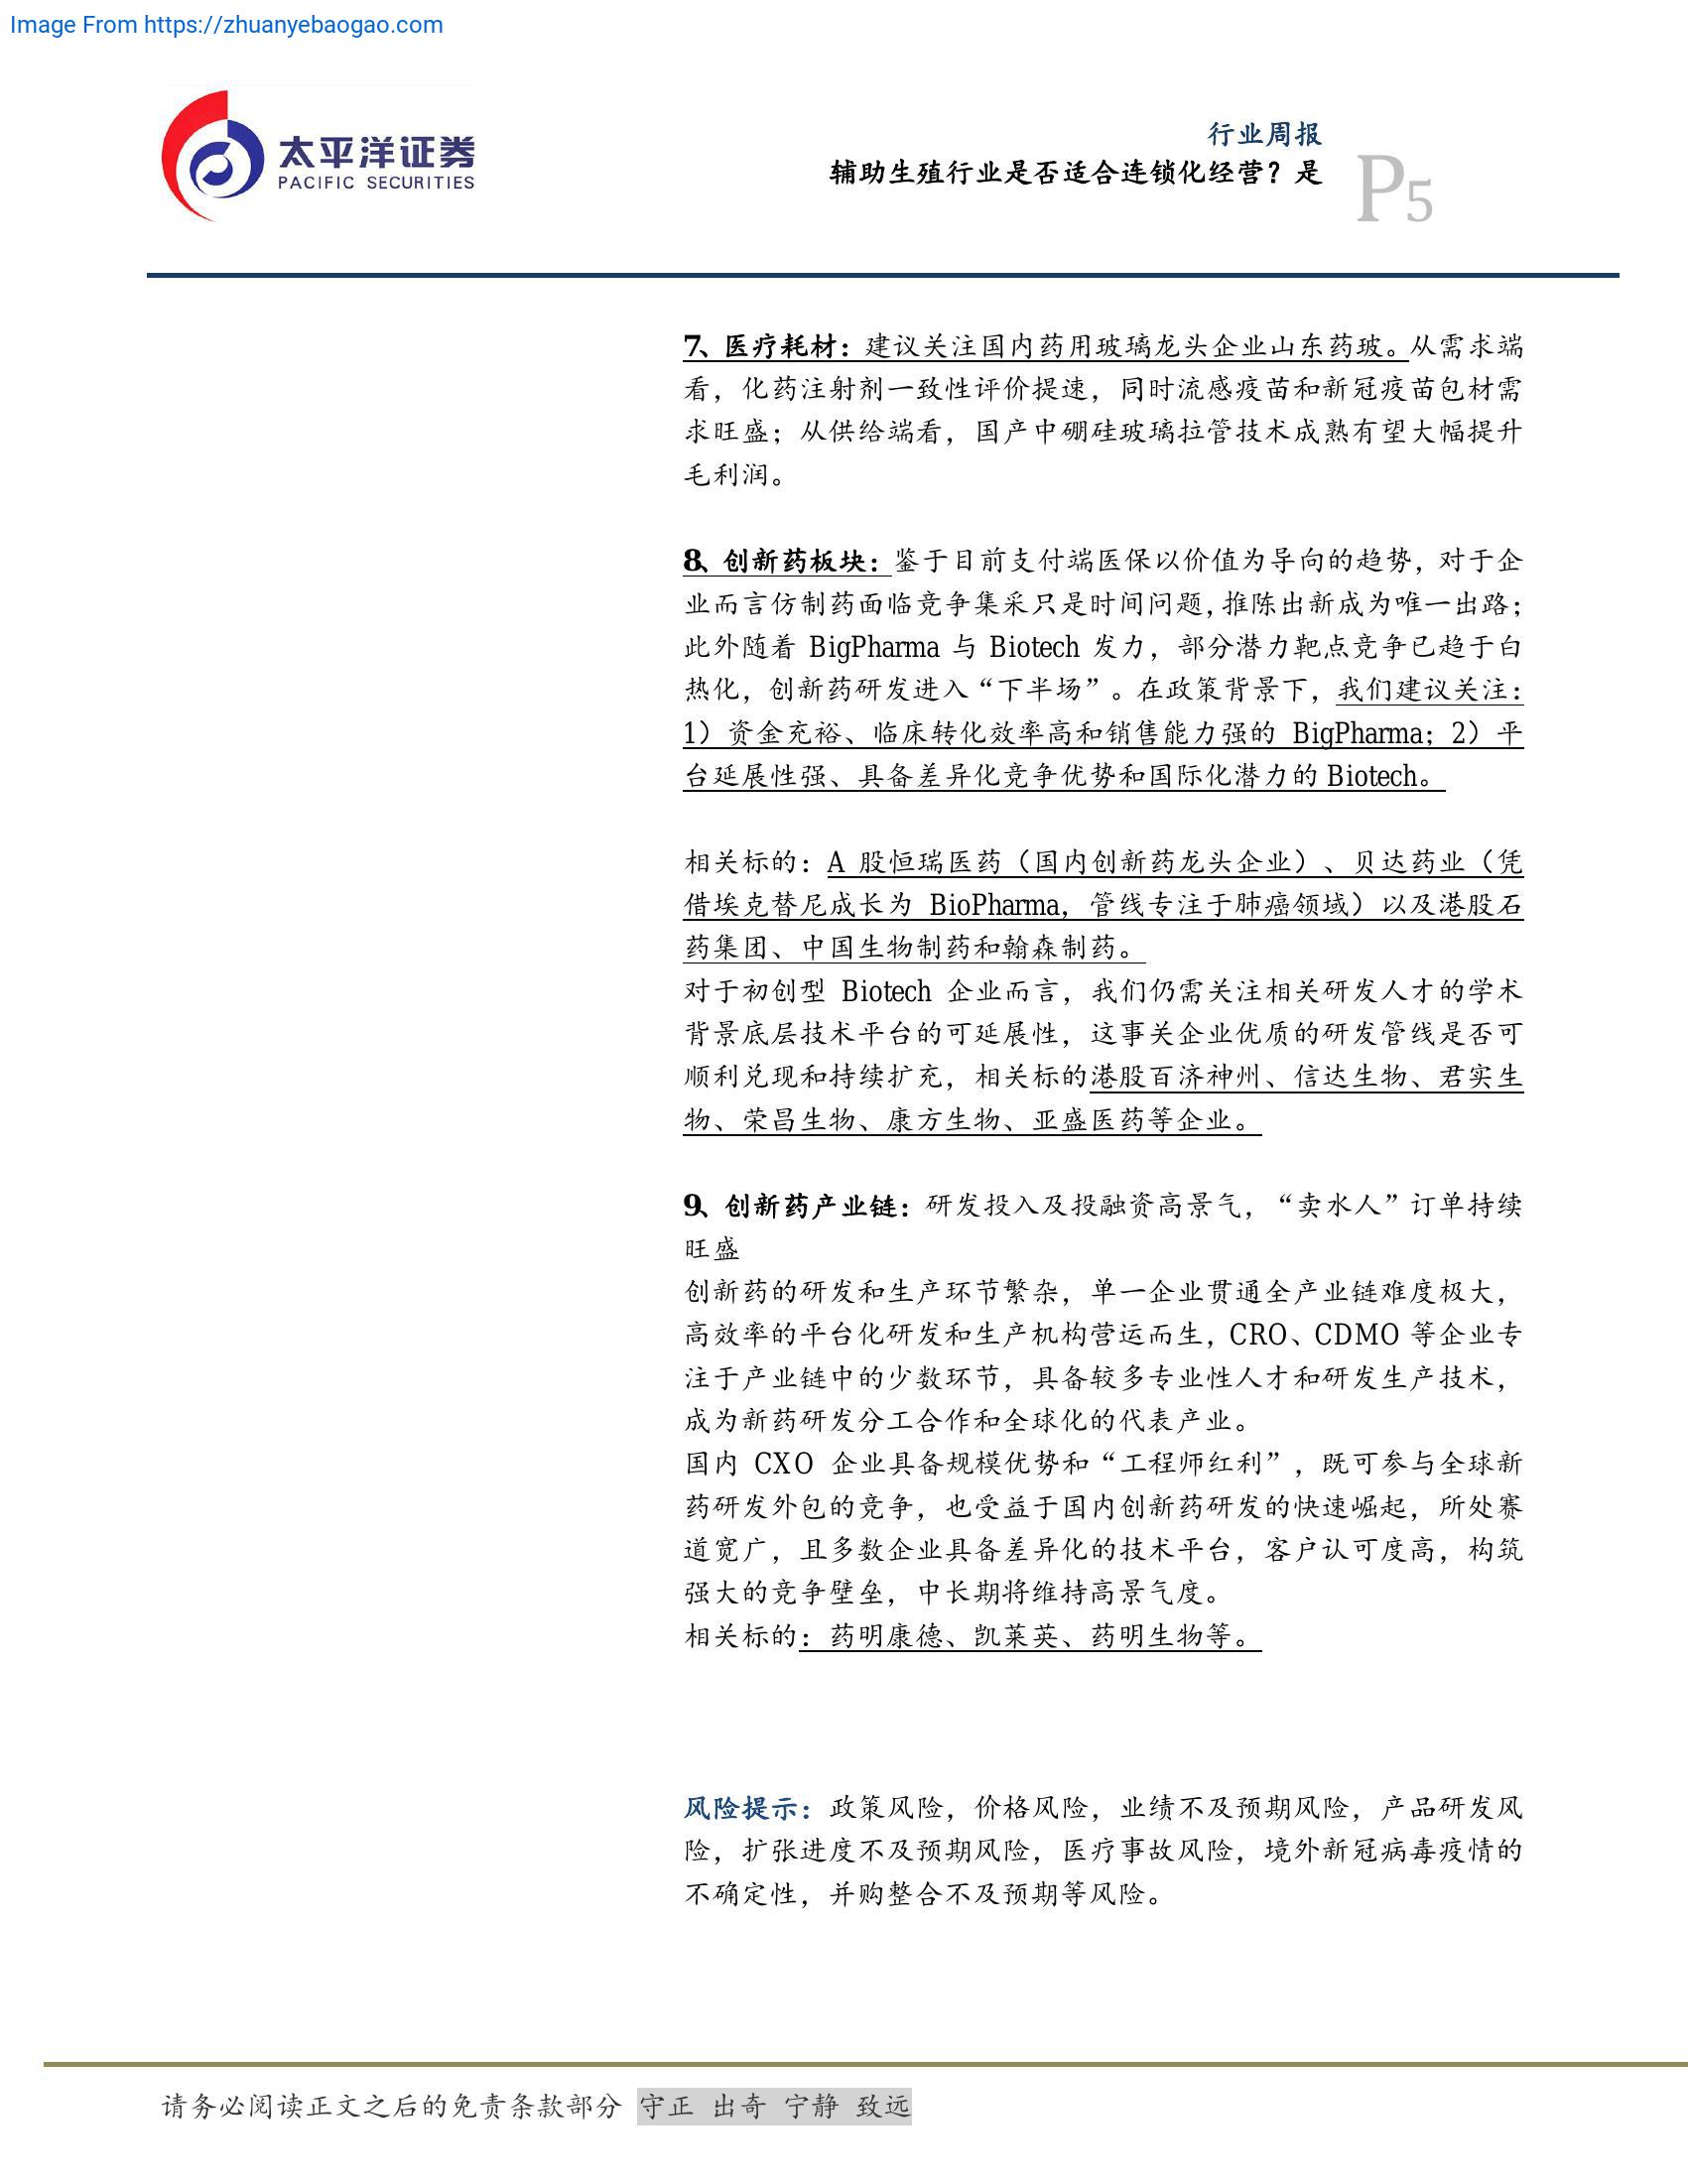 Image From https://zhuanyebaogao.com
太平洋证券
PACIFIC SECURITIES
行业周报
辅助生殖行业是否适合连锁化经营？是
P5
7、医疗耗材：建议关注国内药用玻璃龙头企业山东药玻。从需求端
看，化药注射剂一致性评价提速，同时流感疫苗和新冠疫苗包材需
求旺盛；从供给端看，国产中硼硅玻璃拉管技术成熟有望大幅提升
毛利润。
8、创新药板块：鉴于目前支付端医保以价值为导向的趋势，对于企
业而言仿制药面临竞争集采只是时间问题，推陈出新成为唯一出路；
此外随着 BigPharma 与 Biotech 发力，部分潜力靶点竞争已趋于白
热化，创新药研发进入“下半场”。在政策背景下，我们建议关注：
1）资金充裕、临床转化效率高和销售能力强的 BigPharma；2）平
台延展性强、具备差异化竞争优势和国际化潜力的 Biotech。
相关标的：A 股恒瑞医药（国内创新药龙头企业）、贝达药业（凭
借埃克替尼成长为 BioPharma，管线专注于肺癌领域）以及港股石
药集团、中国生物制药和翰森制药。
对于初创型 Biotech 企业而言，我们仍需关注相关研发人才的学术
背景底层技术平台的可延展性，这事关企业优质的研发管线是否可
顺利兑现和持续扩充，相关标的港股百济神州、信达生物、君实生
物、荣昌生物、康方生物、亚盛医药等企业。
9、创新药产业链：研发投入及投融资高景气，“卖水人”订单持续
旺盛
创新药的研发和生产环节繁杂，单一企业贯通全产业链难度极大，
高效率的平台化研发和生产机构营运而生，CRO、CDMO 等企业专
注于产业链中的少数环节，具备较多专业性人才和研发生产技术，
成为新药研发分工合作和全球化的代表产业。
国内 CXO 企业具备规模优势和“工程师红利”，既可参与全球新
药研发外包的竞争，也受益于国内创新药研发的快速崛起，所处赛
道宽广，且多数企业具备差异化的技术平台，客户认可度高，构筑
强大的竞争壁垒，中长期将维持高景气度。
相关标的：药明康德、凯莱英、药明生物等。
风险提示：政策风险，价格风险，业绩不及预期风险，产品研发风
险，扩张进度不及预期风险，医疗事故风险，境外新冠病毒疫情的
不确定性，并购整合不及预期等风险。
请务必阅读正文之后的免责条款部分 守正 出奇 宁静 致远